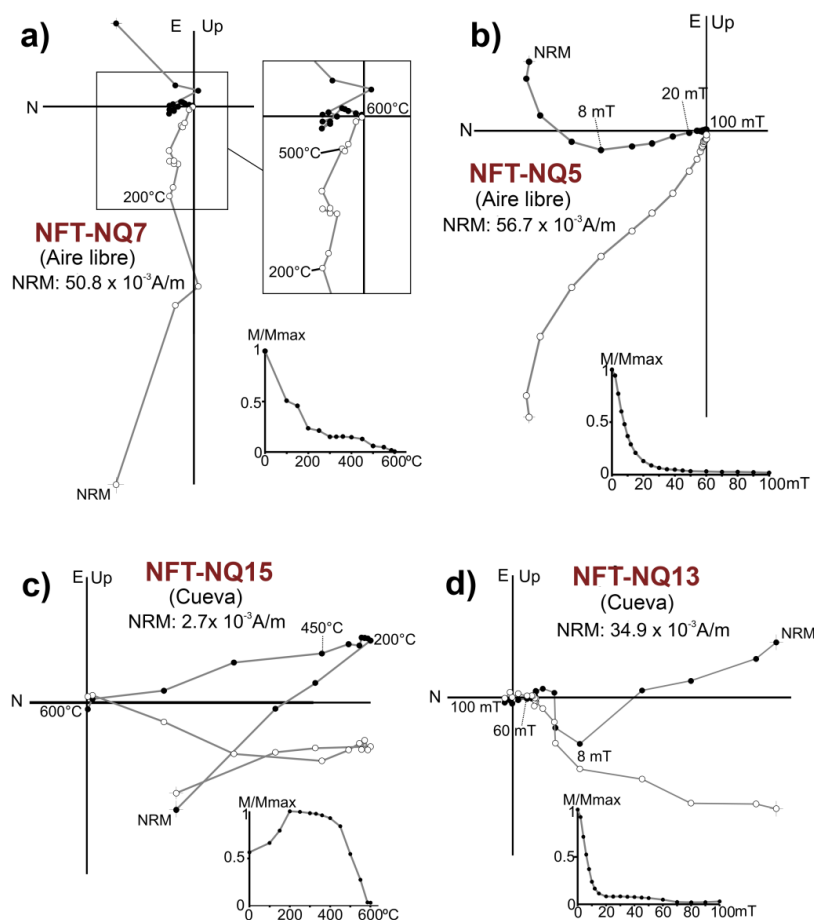 a)
E Up
N
600°C
500°C
200°C
200°C
NFT-NQ7
(Aire libre)
NRM: 50.8 x 10-3A/m
NRM
M/Mmax
1
0.5
0
0 200 400 600°C
b)
E Up
NRM
20 mT
8 mT
N
100 mT
NFT-NQ5
(Aire libre)
NRM: 56.7 x 10-3A/m
M/Mmax
1
0.5
0
0 20 40 60 80 100mT
c)
E Up
NFT-NQ15
(Cueva)
NRM: 2.7x 10-3A/m
450°C
200°C
N
600°C
NRM
M/Mmax
1
0.5
0
0 200 400 600 ºC
d)
E Up
NFT-NQ13
(Cueva)
NRM: 34.9 x 10-3A/m
NRM
N
100 mT
60 mT
8 mT
M/Mmax
1
0.5
0
0 20 40 60 80 100mT